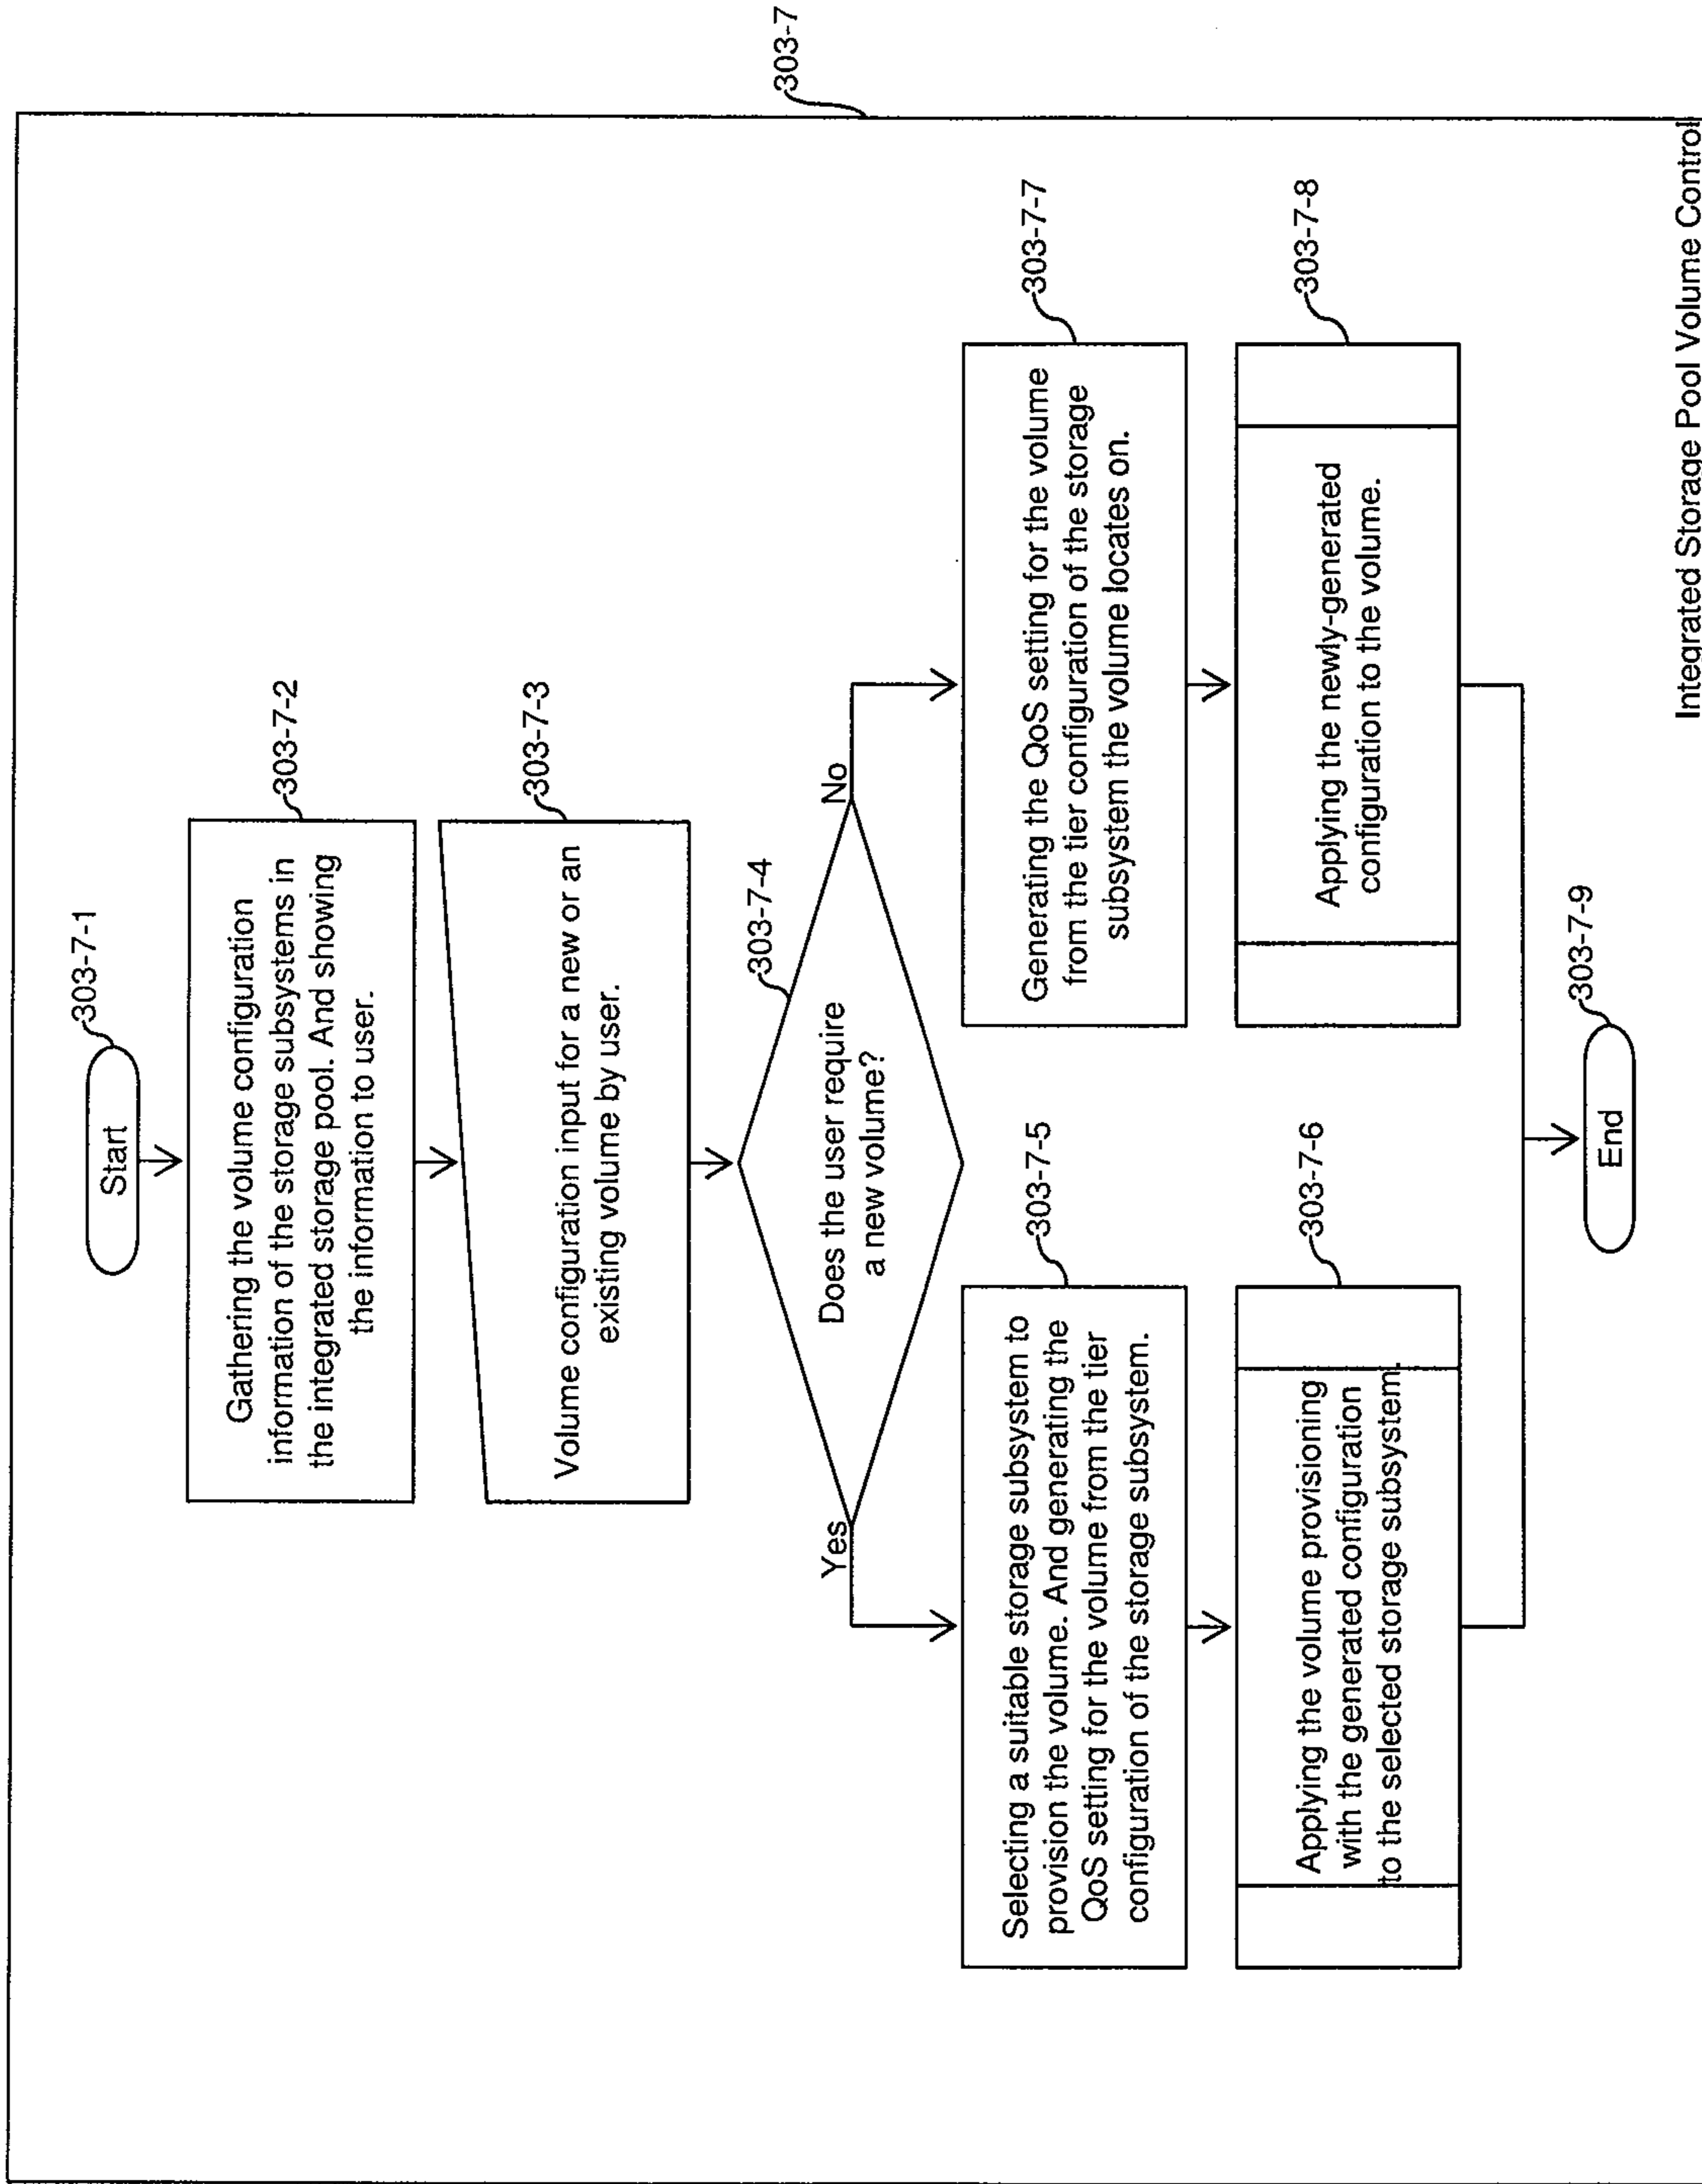 303-7
303-7-1
Start
303-7-2
Gathering the volume configuration
information of the storage subsystems in
the integrated storage pool. And showing
the information to user.
303-7-3
Volume configuration input for a new or an
existing volume by user.
303-7-4
Does the user require
a new volume?
Yes
No
303-7-5
Selecting a suitable storage subsystem to
provision the volume. And generating the
QoS setting for the volume from the tier
configuration of the storage subsystem.
303-7-6
Applying the volume provisioning
with the generated configuration
to the selected storage subsystem.
303-7-7
Generating the QoS setting for the volume
from the tier configuration of the storage
subsystem the volume locates on.
303-7-8
Applying the newly-generated
configuration to the volume.
303-7-9
End
Integrated Storage Pool Volume Control